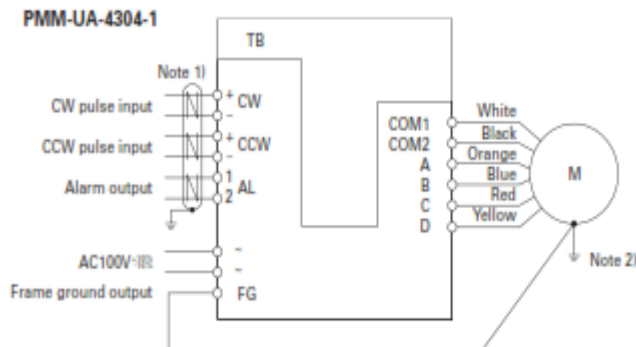 PMM-UA-4304-1
TB
Note 1)
CW pulse input
+ CW
−
CCW pulse input
+ CCW
−
Alarm output
1 AL
2
AC100V
~
~
Frame ground output
FG
COM1
COM2
A
B
C
D
White
Black
Orange
Blue
Red
Yellow
M
Note 2)